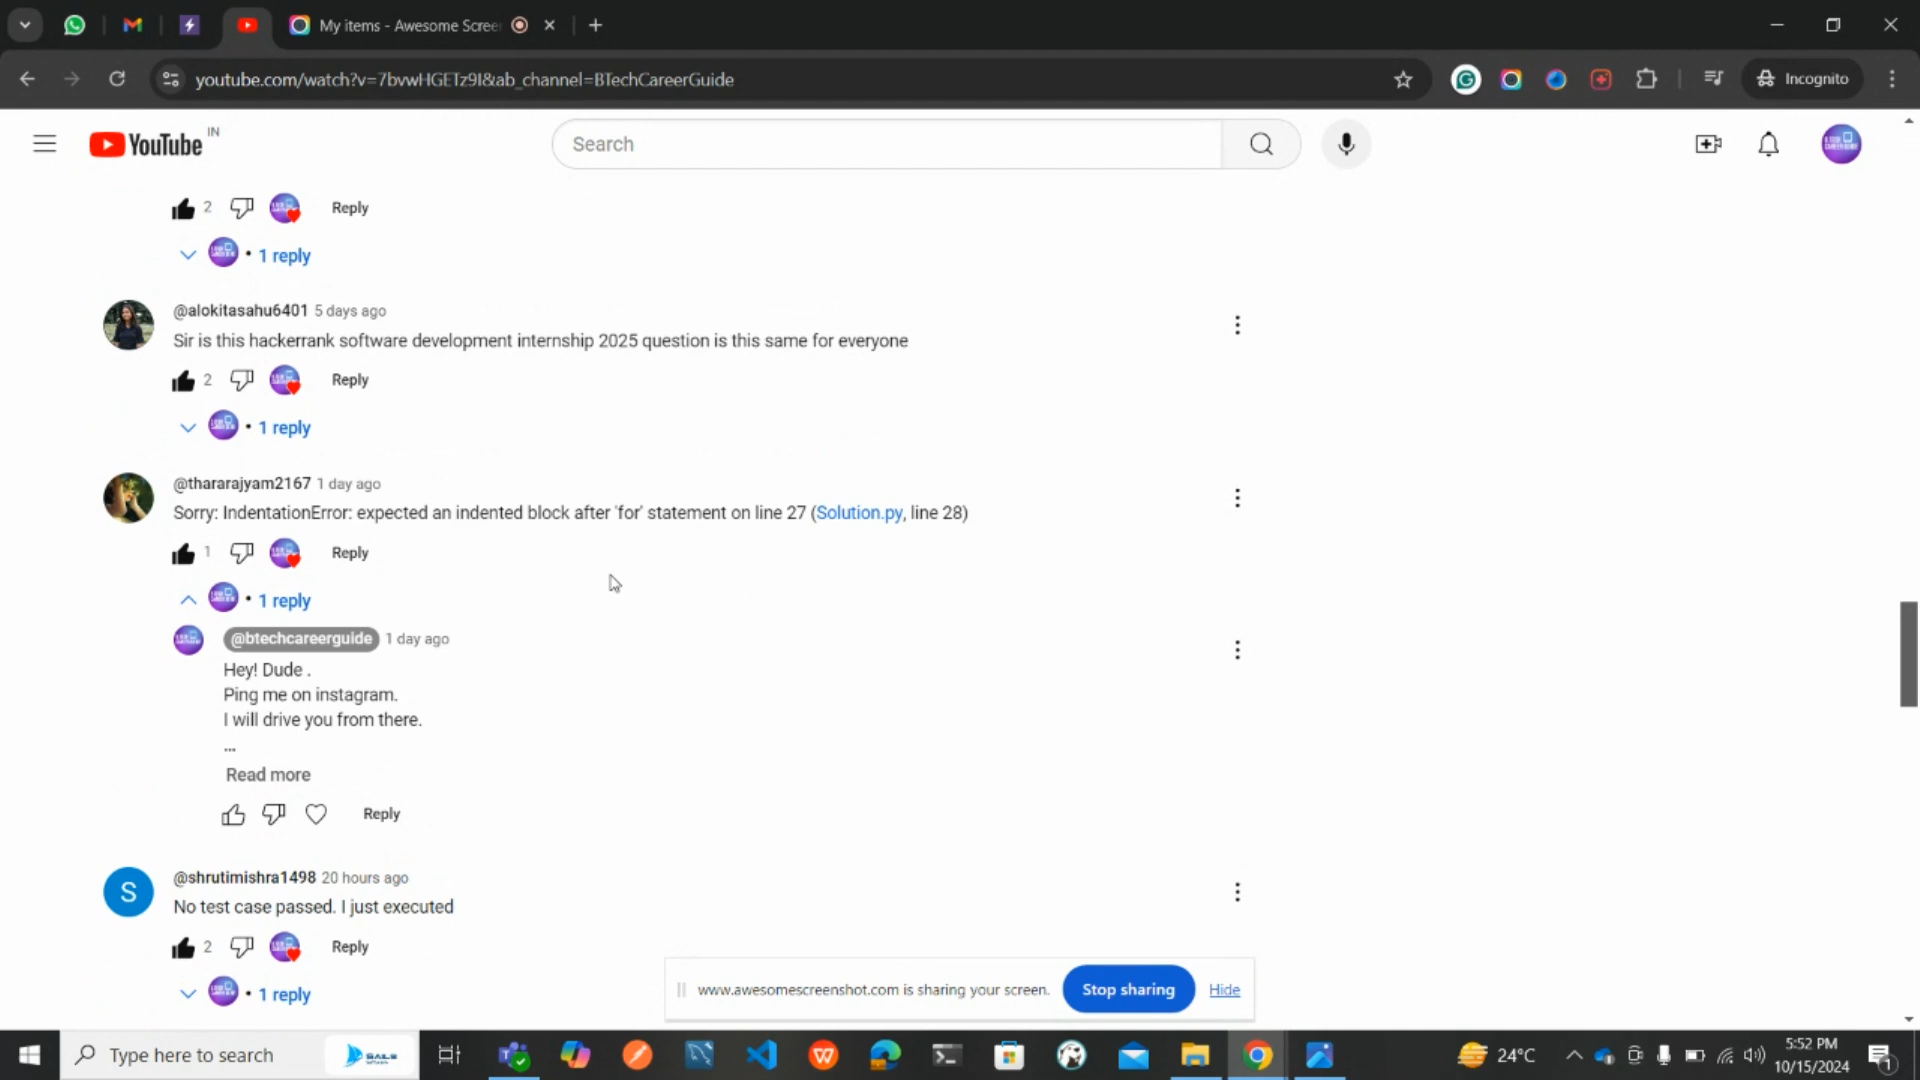 My items - Awesome Scree
youtube.com/watch?v=7bvwHGETz9I&ab_channel=BTechCareerGuide
Incognito
YouTube IN
Search
2 Reply
1 reply
@alokitasahu6401 5 days ago
Sir is this hackerrank software development internship 2025 question is this same for everyone
2 Reply
1 reply
@thararajyam2167 1 day ago
Sorry: IndentationError: expected an indented block after 'for' statement on line 27 (Solution.py, line 28)
1 Reply
1 reply
@btechcareerguide 1 day ago
Hey! Dude .
Ping me on instagram.
I will drive you from there.
...
Read more
Reply
S
@shrutimishra1498 20 hours ago
No test case passed. I just executed
2 Reply
1 reply
www.awesomescreenshot.com is sharing your screen.
Stop sharing
Hide
Type here to search
24°C
5:52 PM
10/15/2024
1